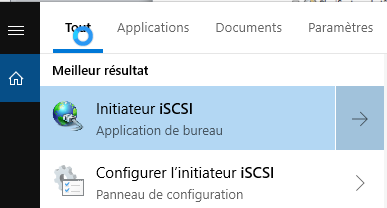 Tout Applications Documents Paramètres
Meilleur résultat
Initiateur iSCSI
Application de bureau
Configurer l'initiateur iSCSI
Panneau de configuration